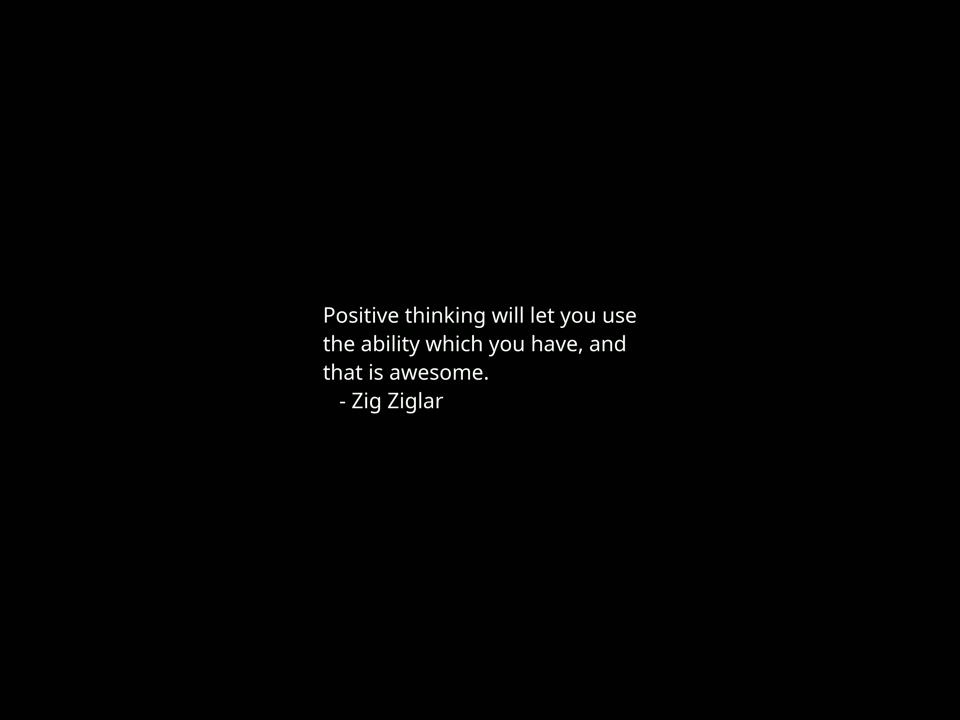 Positive thinking will let you use
the ability which you have, and
that is awesome.
- Zig Ziglar